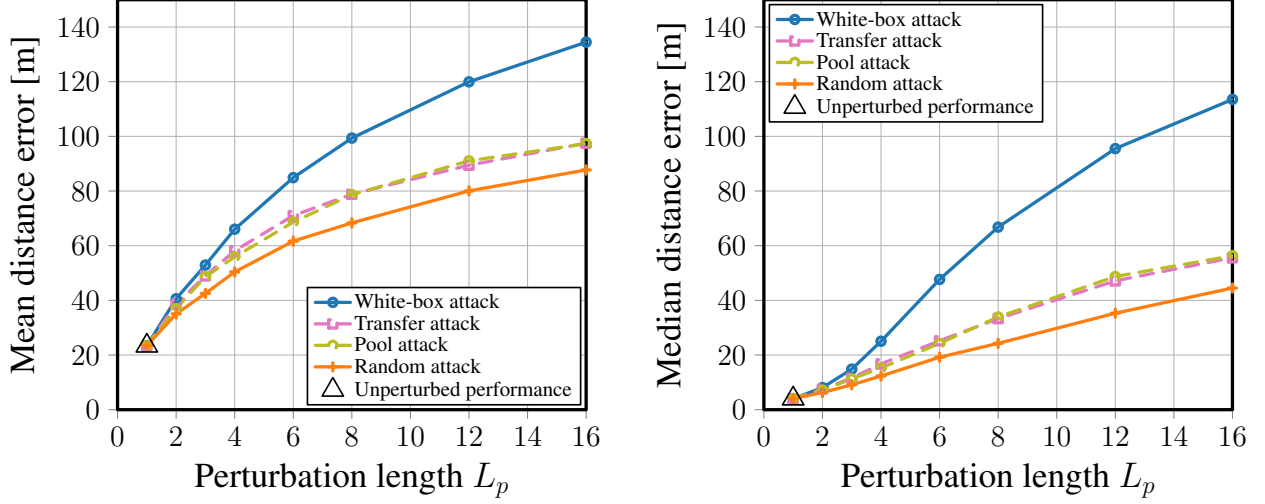 Mean distance error [m]
140
120
100
80
60
40
20
0
0 2 4 6 8 10 12 14 16
Perturbation length Lₚ
White-box attack
Transfer attack
Pool attack
Random attack
Unperturbed performance
Median distance error [m]
140
120
100
80
60
40
20
0
0 2 4 6 8 10 12 14 16
Perturbation length Lₚ
White-box attack
Transfer attack
Pool attack
Random attack
Unperturbed performance